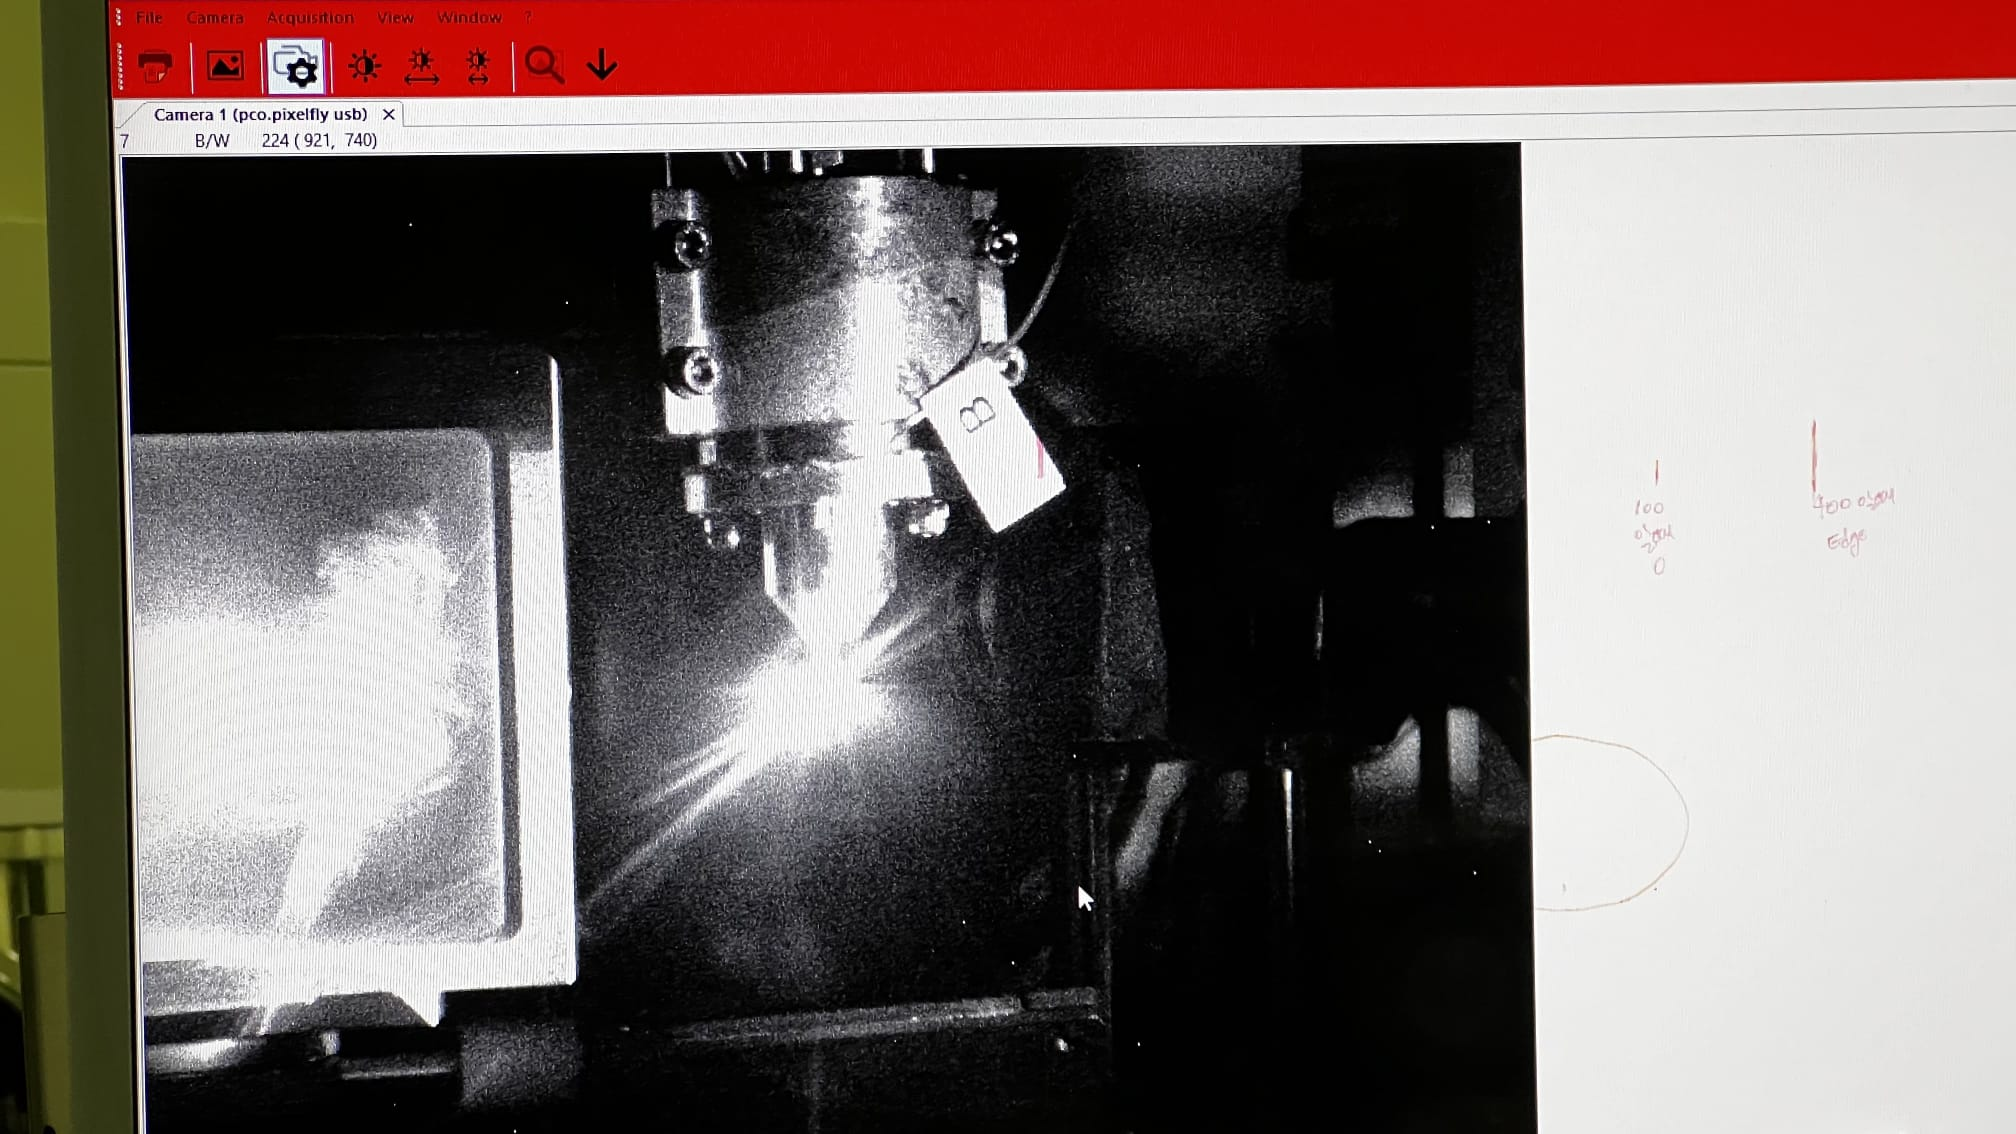 File Camera Acquisition View Window ?
Camera 1 (pco.pixelfly usb) ×
7 B/W 224 ( 921, 740)
B
100
0
Edge